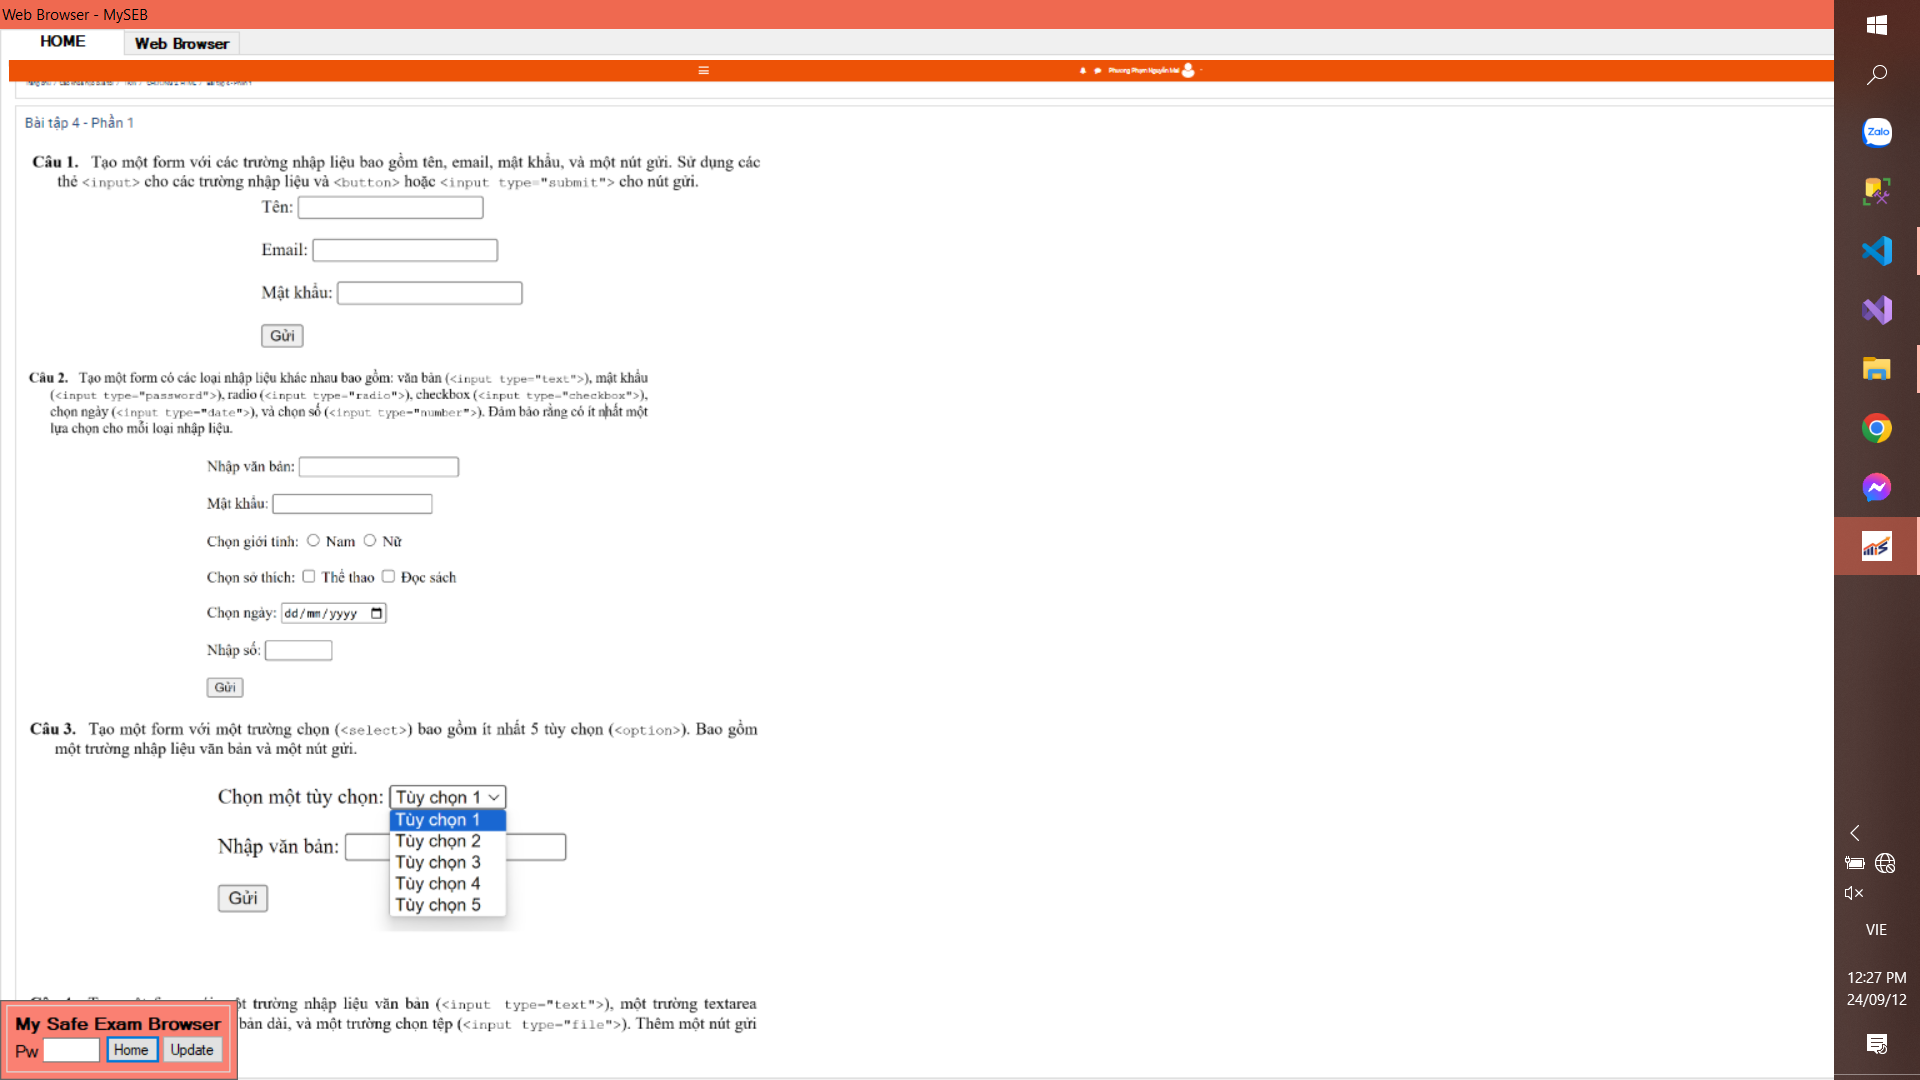 Web Browser - MySEB
HOME
Web Browser
Phuong Phạm Nguyễn Mai
Bài tập 4 - Phần 1
Câu 1. Tạo một form với các trường nhập liệu bao gồm tên, email, mật khẩu, và một nút gửi. Sử dụng các
thẻ <input> cho các trường nhập liệu và <button> hoặc <input type="submit"> cho nút gửi.
Tên:
Email:
Mật khẩu:
Gửi
Câu 2. Tạo một form có các loại nhập liệu khác nhau bao gồm: văn bản (<input type="text">), mật khẩu
(<input type="password">), radio (<input type="radio">), checkbox (<input type="checkbox">),
chọn ngày (<input type="date">), và chọn số (<input type="number">). Đảm bảo rằng có ít nhất một
lựa chọn cho mỗi loại nhập liệu.
Nhập văn bản:
Mật khẩu:
Chọn giới tính: Nam Nữ
Chọn sở thích: Thể thao Đọc sách
Chọn ngày: dd/mm/yyyy
Nhập số:
Gửi
Câu 3. Tạo một form với một trường chọn (<select>) bao gồm ít nhất 5 tùy chọn (<option>). Bao gồm
một trường nhập liệu văn bản và một nút gửi.
Chọn một tùy chọn: Tùy chọn 1
Tùy chọn 1
Tùy chọn 2
Nhập văn bản:
Tùy chọn 3
Tùy chọn 4
Tùy chọn 5
Gửi
trường nhập liệu văn bản (<input type="text">), một trường textarea
bản dài, và một trường chọn tệp (<input type="file">). Thêm một nút gửi
My Safe Exam Browser
Pw Home Update
Zalo
VIE
12:27 PM
24/09/12